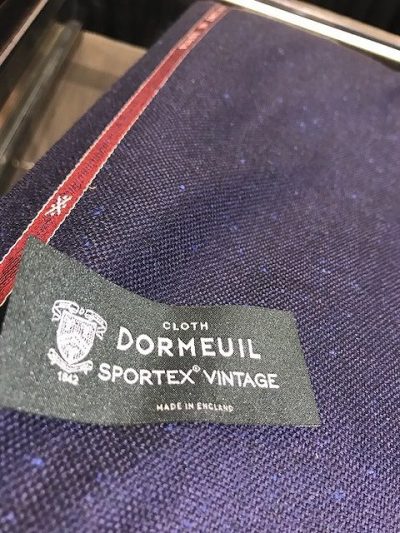 CLOTH
DORMEUIL
SPORTEX® VINTAGE
1842
MADE IN ENGLAND